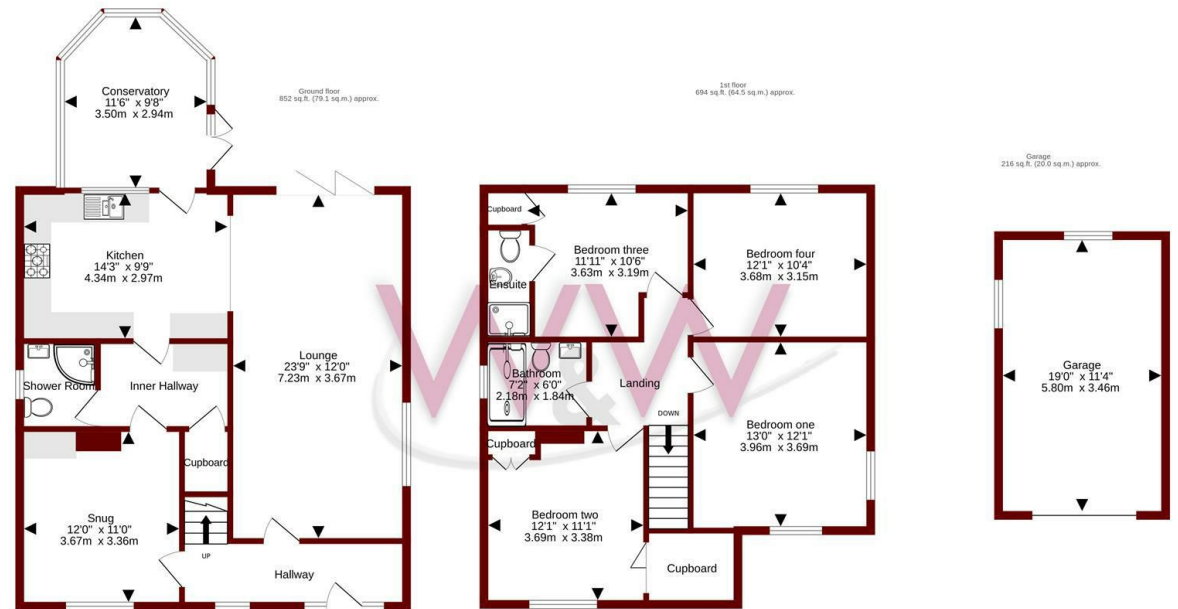 Conservatory
11'6" x 9'8"
3.50m x 2.94m
Ground floor
852 sq.ft. (79.1 sq.m.) approx.
Kitchen
14'3" x 9'9"
4.34m x 2.97m
Lounge
23'9" x 12'0"
7.23m x 3.67m
Shower Room
Inner Hallway
Cupboard
Snug
12'0" x 11'0"
3.67m x 3.36m
UP
Hallway
1st floor
694 sq.ft. (64.5 sq.m.) approx.
Cupboard
Bedroom three
11'11" x 10'6"
3.63m x 3.19m
Ensuite
Bedroom four
12'1" x 10'4"
3.68m x 3.15m
Bathroom
7'2" x 6'0"
2.18m x 1.84m
Landing
DOWN
Bedroom one
13'0" x 12'1"
3.96m x 3.69m
Cupboard
Bedroom two
12'1" x 11'1"
3.69m x 3.38m
Cupboard
Garage
216 sq.ft. (20.0 sq.m.) approx.
Garage
19'0" x 11'4"
5.80m x 3.46m
W&W